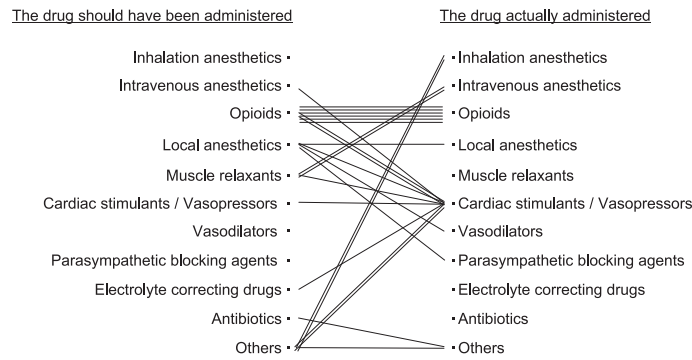 The drug should have been administered The drug actually administered
Inhalation anesthetics · · Inhalation anesthetics
Intravenous anesthetics · · Intravenous anesthetics
Opioids · · Opioids
Local anesthetics · · Local anesthetics
Muscle relaxants · · Muscle relaxants
Cardiac stimulants / Vasopressors · · Cardiac stimulants / Vasopressors
Vasodilators · · Vasodilators
Parasympathetic blocking agents · · Parasympathetic blocking agents
Electrolyte correcting drugs · · Electrolyte correcting drugs
Antibiotics · · Antibiotics
Others · · Others